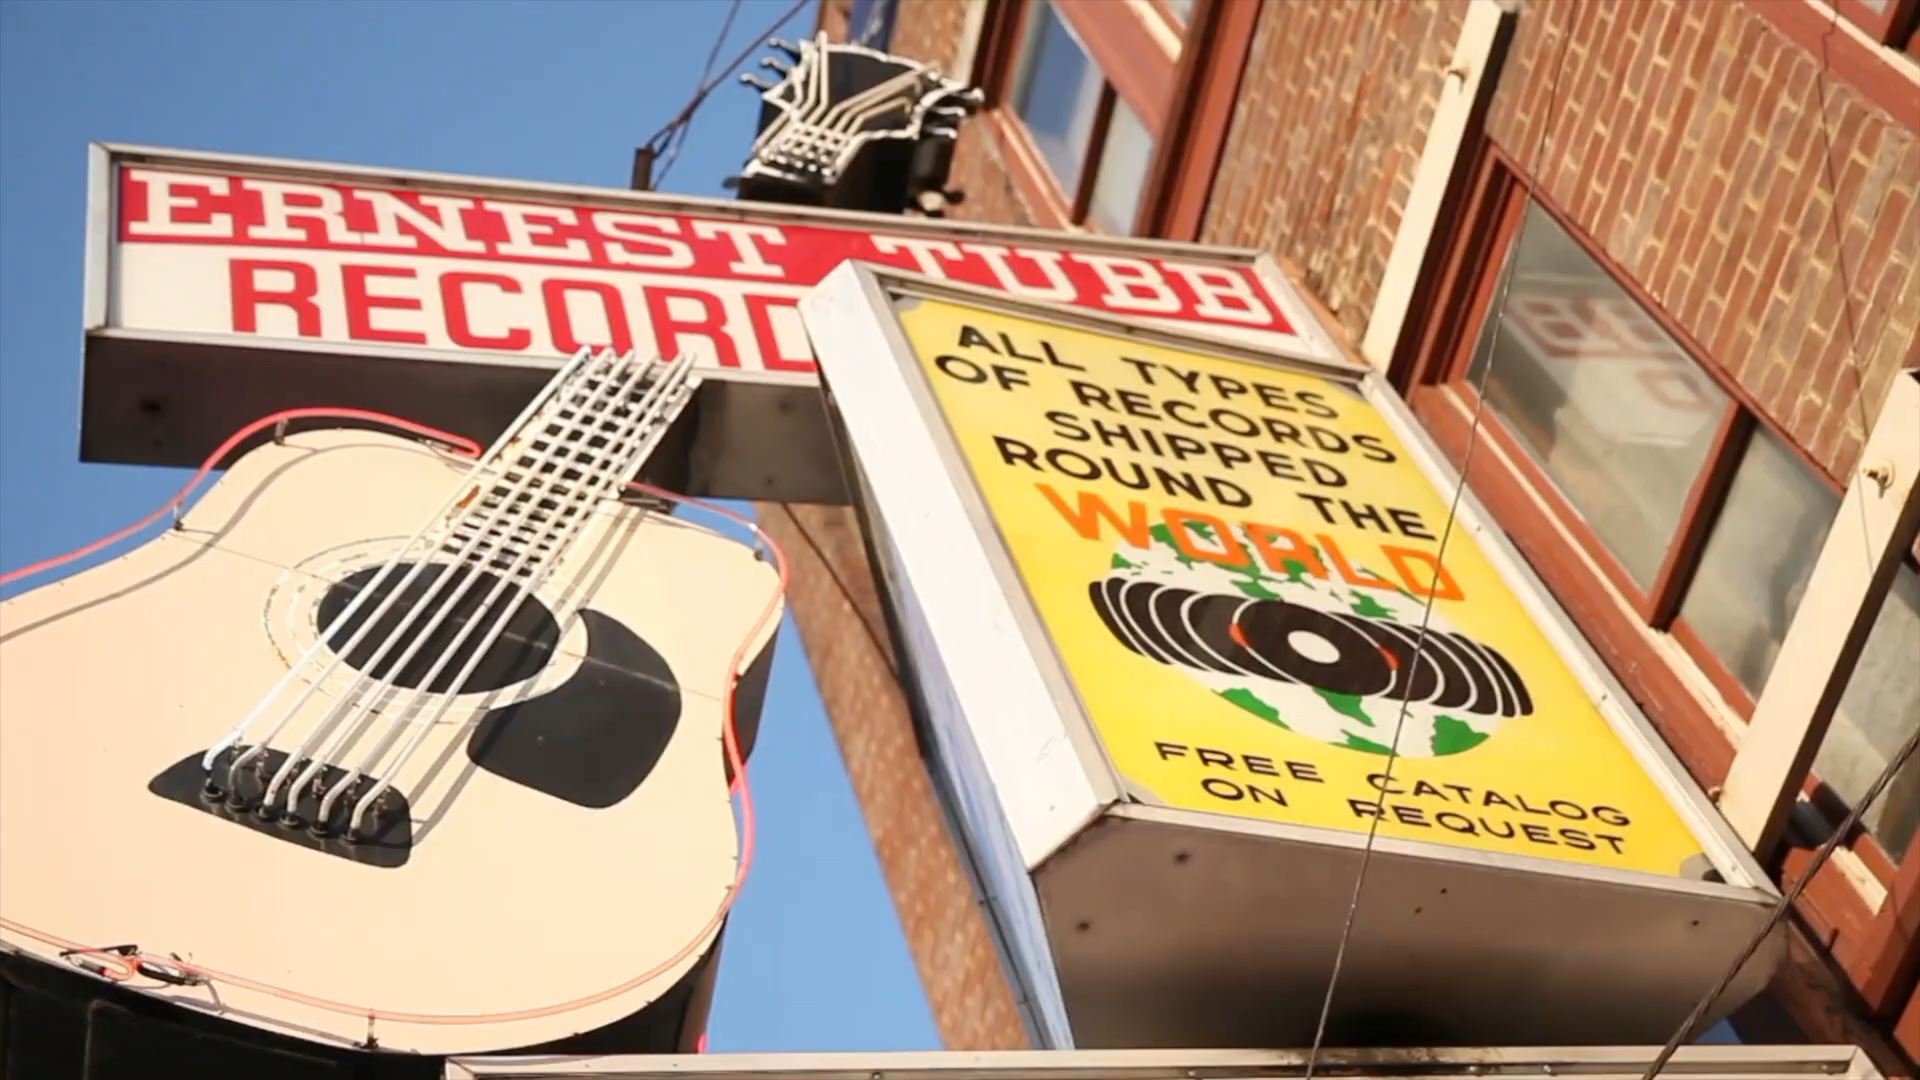 ERNEST TUBB
RECORD
ALL TYPES
OF RECORDS
SHIPPED
ROUND THE
WORLD
FREE CATALOG
ON REQUEST